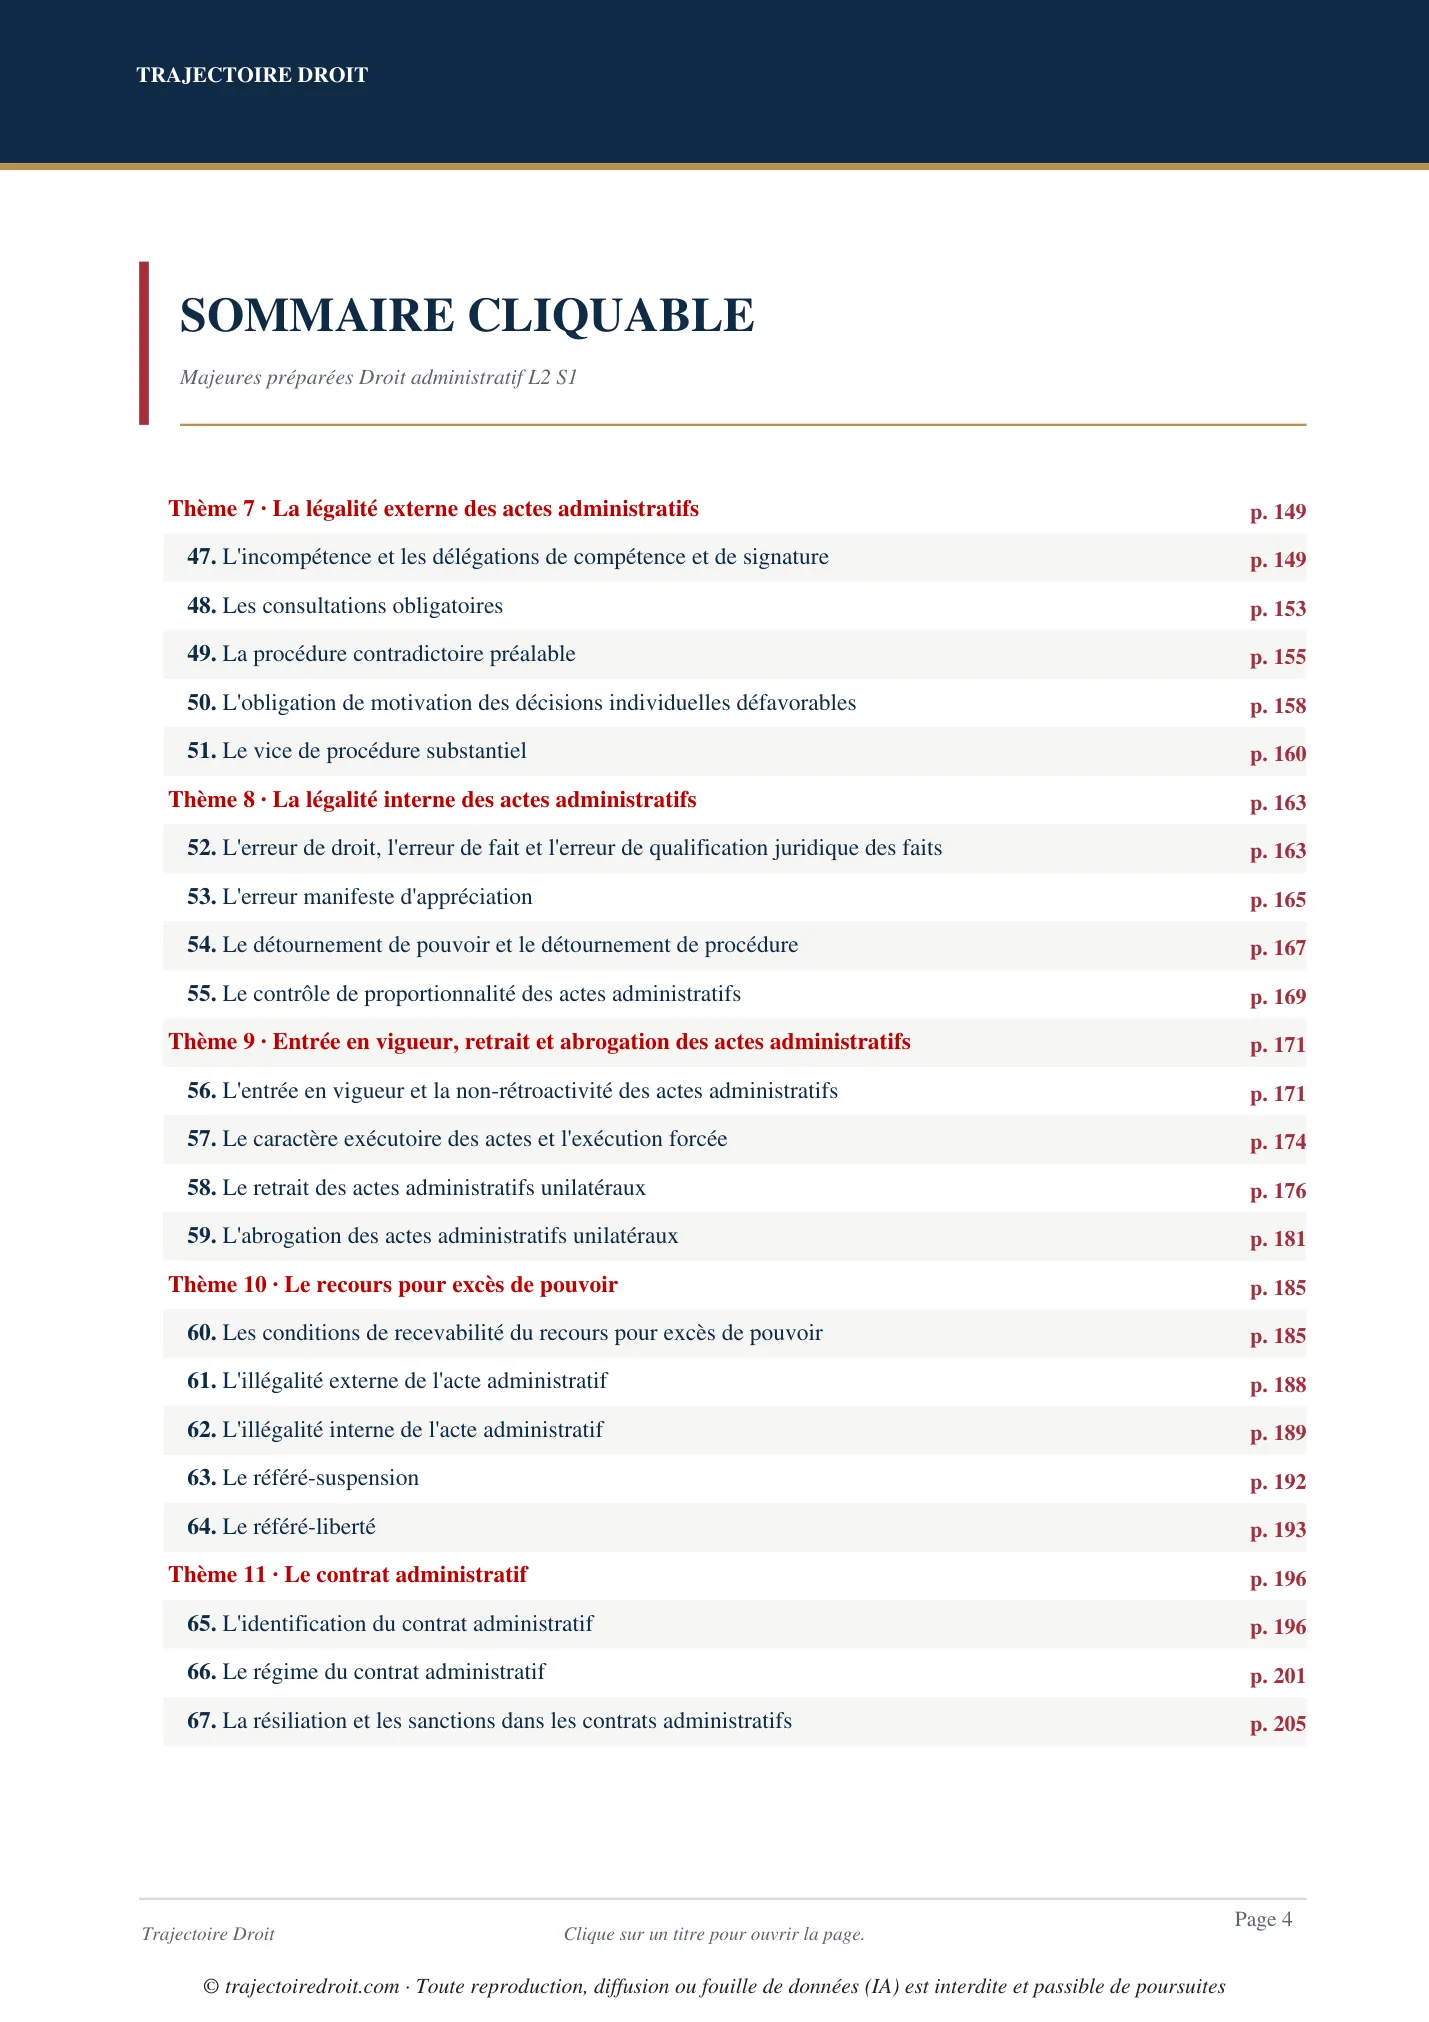 TRAJECTOIRE DROIT
SOMMAIRE CLIQUABLE
Majeures préparées Droit administratif L2 S1
Thème 7 · La légalité externe des actes administratifs p. 149
47. L'incompétence et les délégations de compétence et de signature p. 149
48. Les consultations obligatoires p. 153
49. La procédure contradictoire préalable p. 155
50. L'obligation de motivation des décisions individuelles défavorables p. 158
51. Le vice de procédure substantiel p. 160
Thème 8 · La légalité interne des actes administratifs p. 163
52. L'erreur de droit, l'erreur de fait et l'erreur de qualification juridique des faits p. 163
53. L'erreur manifeste d'appréciation p. 165
54. Le détournement de pouvoir et le détournement de procédure p. 167
55. Le contrôle de proportionnalité des actes administratifs p. 169
Thème 9 · Entrée en vigueur, retrait et abrogation des actes administratifs p. 171
56. L'entrée en vigueur et la non-rétroactivité des actes administratifs p. 171
57. Le caractère exécutoire des actes et l'exécution forcée p. 174
58. Le retrait des actes administratifs unilatéraux p. 176
59. L'abrogation des actes administratifs unilatéraux p. 181
Thème 10 · Le recours pour excès de pouvoir p. 185
60. Les conditions de recevabilité du recours pour excès de pouvoir p. 185
61. L'illégalité externe de l'acte administratif p. 188
62. L'illégalité interne de l'acte administratif p. 189
63. Le référé-suspension p. 192
64. Le référé-liberté p. 193
Thème 11 · Le contrat administratif p. 196
65. L'identification du contrat administratif p. 196
66. Le régime du contrat administratif p. 201
67. La résiliation et les sanctions dans les contrats administratifs p. 205
Trajectoire Droit Clique sur un titre pour ouvrir la page. Page 4
© trajectoiredroit.com · Toute reproduction, diffusion ou fouille de données (IA) est interdite et passible de poursuites